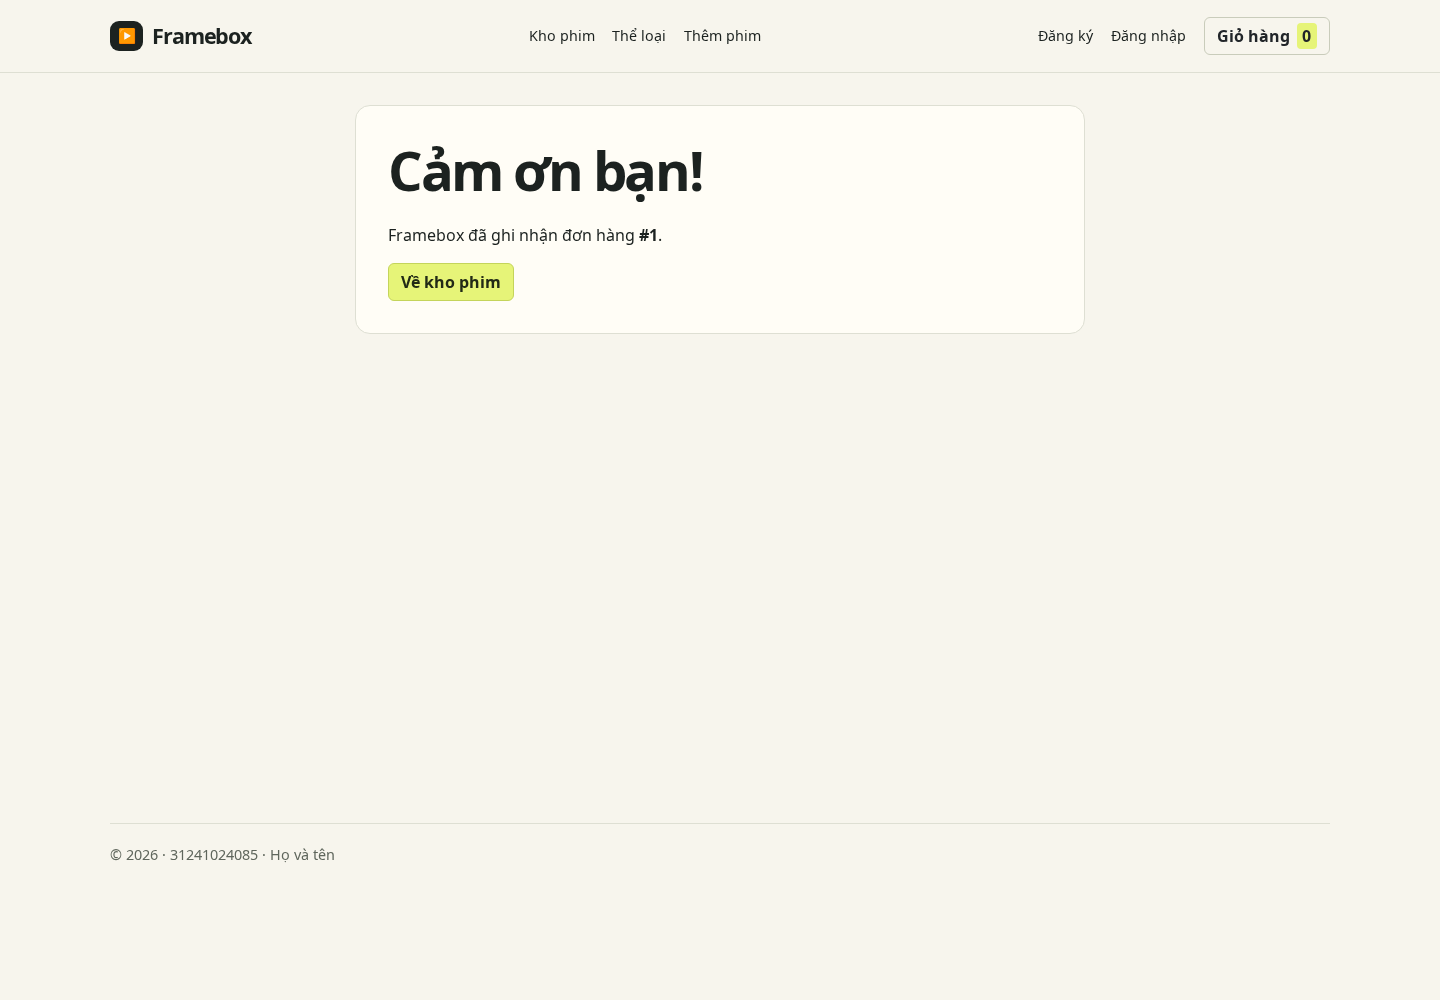 Framebox
Kho phim Thể loại Thêm phim
Đăng ký Đăng nhập Giỏ hàng 0
Cảm ơn bạn!
Framebox đã ghi nhận đơn hàng #1.
Về kho phim
© 2026 · 31241024085 · Họ và tên